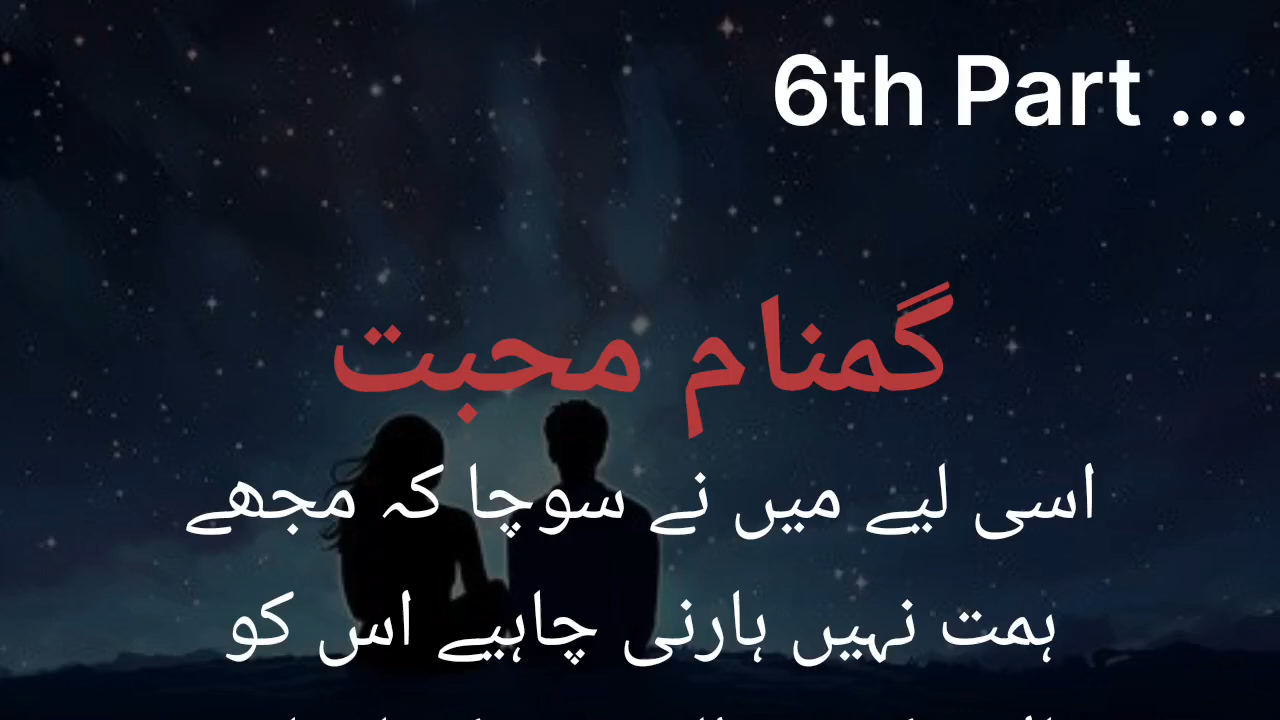 6th Part ...
گمنام محبت
اسی لیے میں نے سوچا کہ مجھے
ہمت نہیں ہارنی چاہیے اس کو